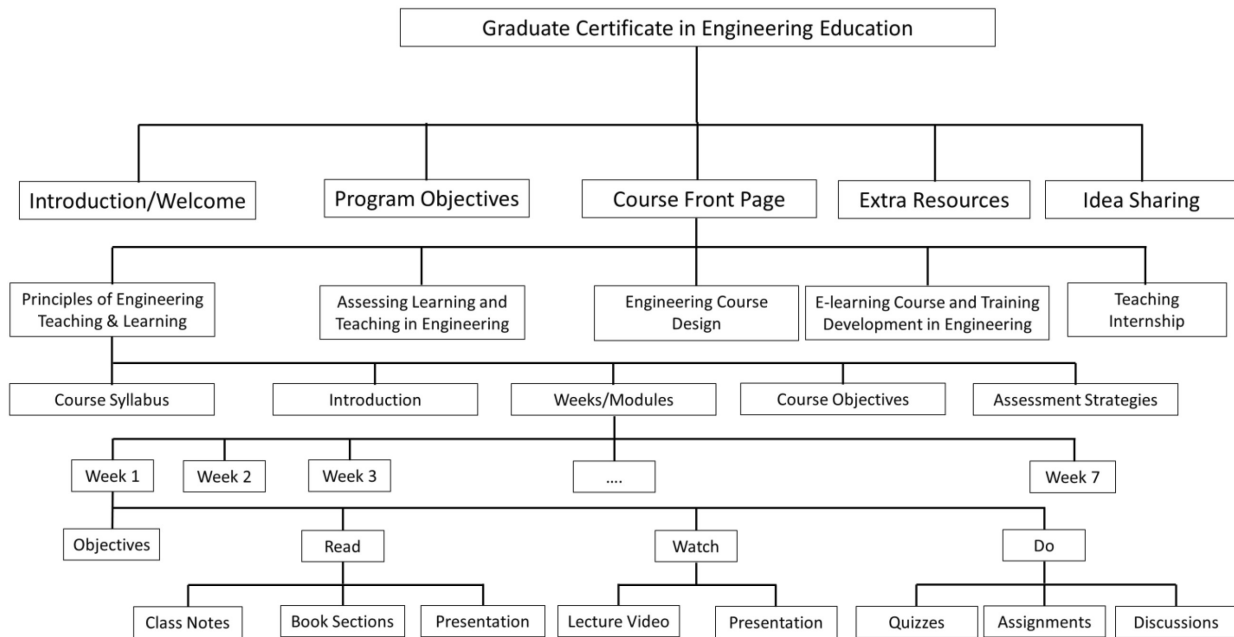 Graduate Certificate in Engineering Education
Introduction/Welcome
Program Objectives
Course Front Page
Extra Resources
Idea Sharing
Principles of Engineering
Teaching & Learning
Assessing Learning and
Teaching in Engineering
Engineering Course
Design
E-learning Course and Training
Development in Engineering
Teaching
Internship
Course Syllabus
Introduction
Weeks/Modules
Course Objectives
Assessment Strategies
Week 1
Week 2
Week 3
....
Week 7
Objectives
Read
Watch
Do
Class Notes
Book Sections
Presentation
Lecture Video
Presentation
Quizzes
Assignments
Discussions